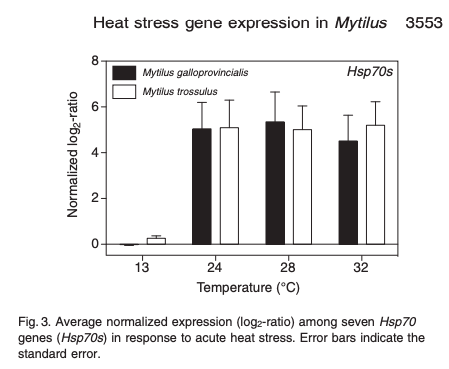 Heat stress gene expression in Mytilus 3553
8
Mytilus galloprovincialis
Hsp70s
Mytilus trossulus
6
Normalized log2-ratio
4
2
0
13 24 28 32
Temperature (°C)
Fig. 3. Average normalized expression (log2-ratio) among seven Hsp70
genes (Hsp70s) in response to acute heat stress. Error bars indicate the
standard error.